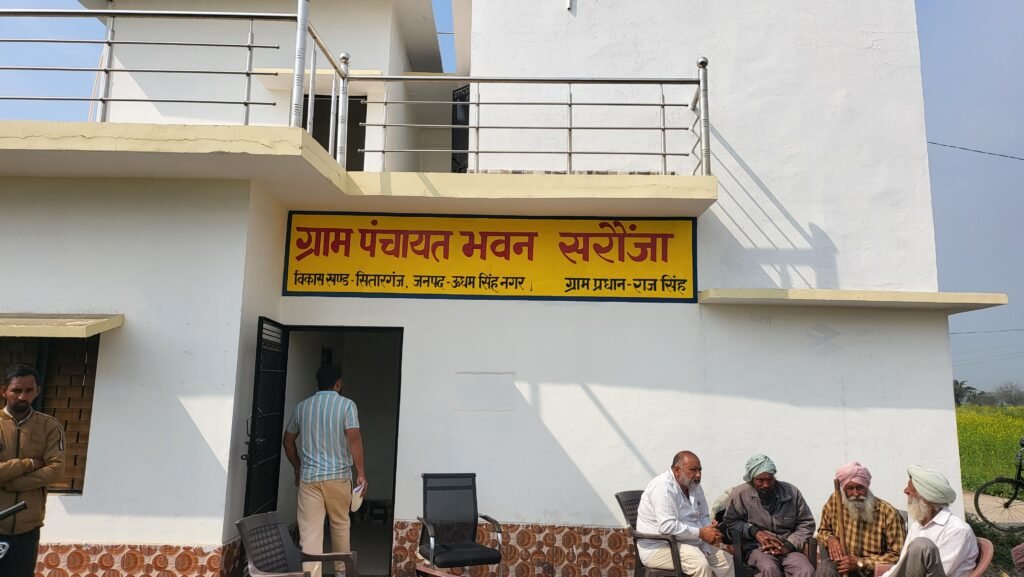 ग्राम पंचायत भवन सरौंजा
विकास खण्ड - सितारगंज, जनपद - ऊधम सिंह नगर, ग्राम प्रधान - राज सिंह